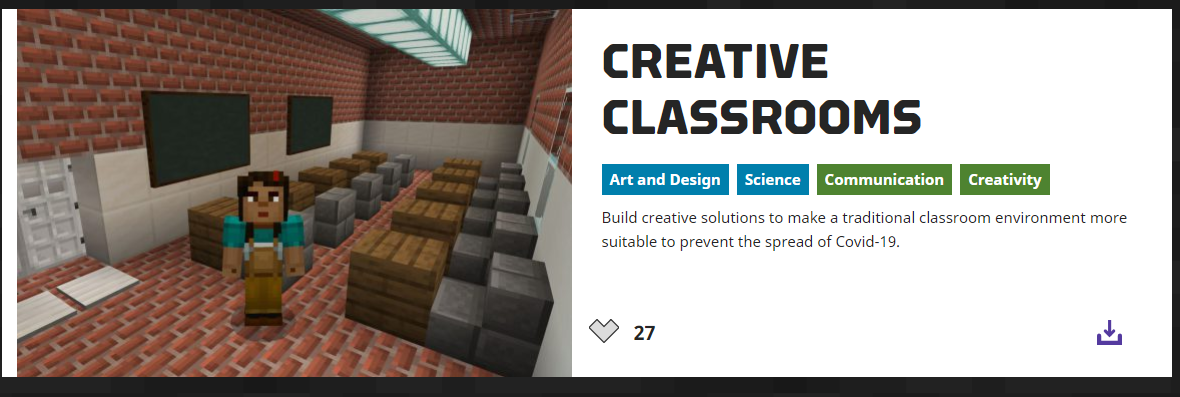 CREATIVE
CLASSROOMS
Art and Design Science Communication Creativity
Build creative solutions to make a traditional classroom environment more
suitable to prevent the spread of Covid-19.
27